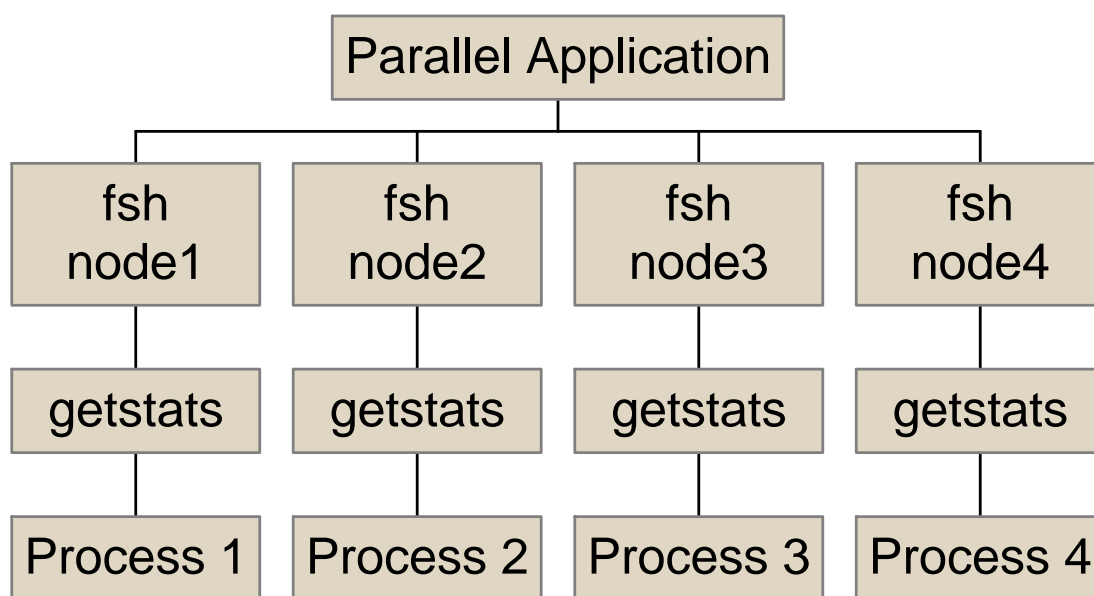 Parallel Application
fsh
node1
fsh
node2
fsh
node3
fsh
node4
getstats
getstats
getstats
getstats
Process 1
Process 2
Process 3
Process 4